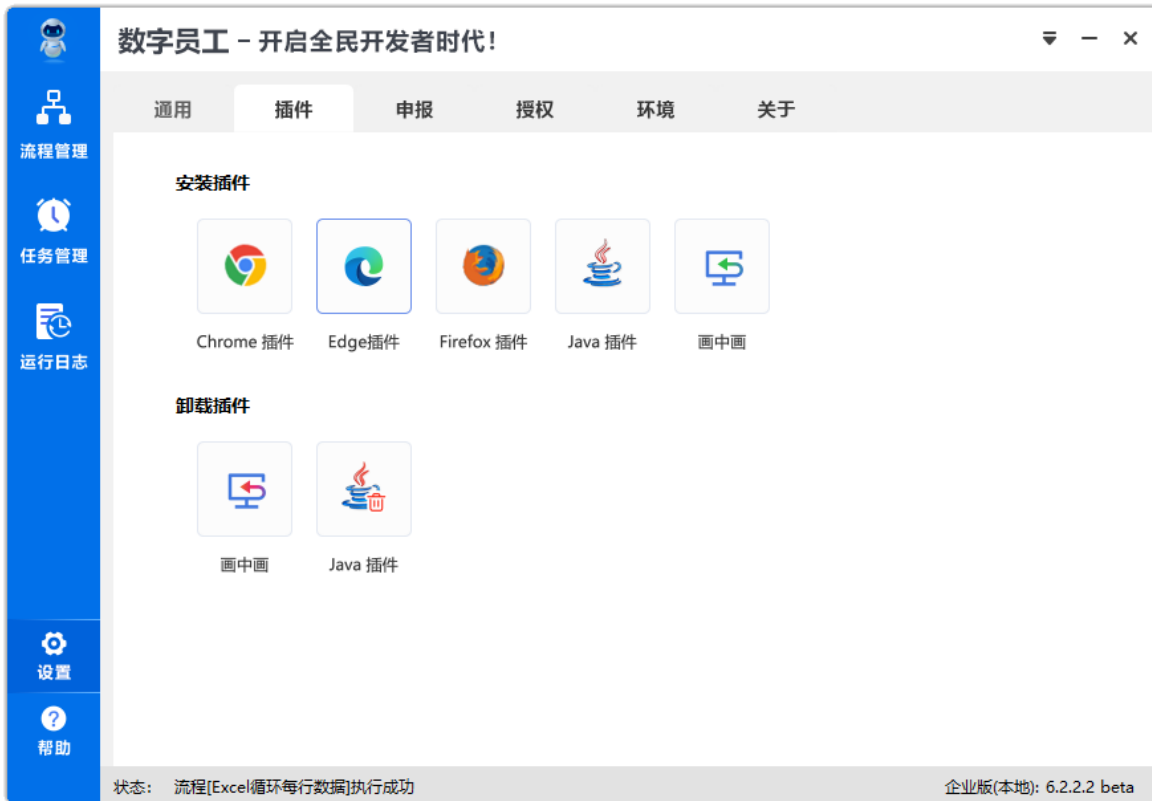 数字员工 – 开启全民开发者时代!
流程管理
任务管理
运行日志
设置
帮助
通用 插件 申报 授权 环境 关于
安装插件
Chrome 插件 Edge插件 Firefox 插件 Java 插件 画中画
卸载插件
画中画 Java 插件
状态: 流程[Excel循环每行数据]执行成功 企业版(本地): 6.2.2.2 beta